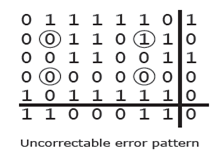 0 1 1 1 1 1 0 1
0 0 1 1 0 1 1 0
0 0 1 1 0 0 1 1
0 0 0 0 0 0 0 0
1 0 1 1 1 1 1 0
1 1 0 0 0 1 1 0
Uncorrectable error pattern